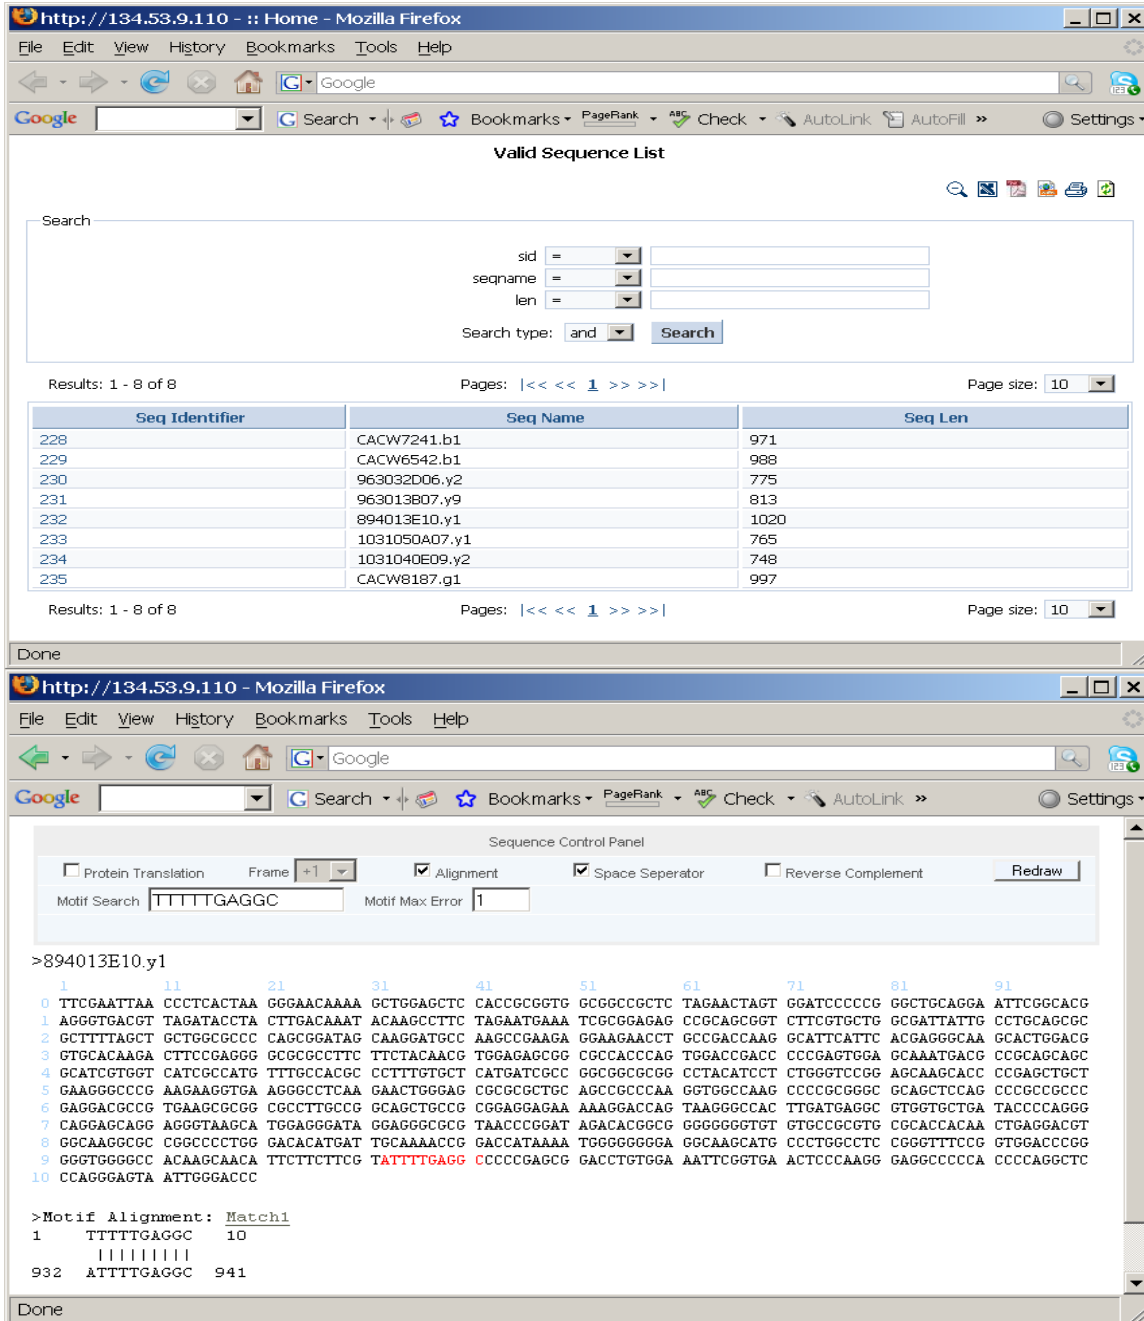 http://134.53.9.110 - :: Home - Mozilla Firefox
File Edit View History Bookmarks Tools Help
G Google
Google G Search Bookmarks PageRank ABC Check AutoLink AutoFill » Settings
Valid Sequence List
Search
sid =
seqname =
len =
Search type: and Search
Results: 1 - 8 of 8 Pages: |<< << 1 >> >>| Page size: 10
Seq Identifier Seq Name Seq Len
228 CACW7241.b1 971
229 CACW6542.b1 988
230 963032D06.y2 775
231 963013B07.y9 813
232 894013E10.y1 1020
233 1031050A07.y1 765
234 1031040E09.y2 748
235 CACW8187.g1 997
Results: 1 - 8 of 8 Pages: |<< << 1 >> >>| Page size: 10
Done
http://134.53.9.110 - Mozilla Firefox
File Edit View History Bookmarks Tools Help
G Google
Google G Search Bookmarks PageRank ABC Check AutoLink » Settings
Sequence Control Panel
Protein Translation Frame +1 Alignment Space Seperator Reverse Complement Redraw
Motif Search TTTTTGAGGC Motif Max Error 1
>894013E10.y1
1 11 21 31 41 51 61 71 81 91
0 TTCGAATTAA CCCTCACTAA GGGAACAAAA GCTGGAGCTC CACCGCGGTG GCGGCCGCTC TAGAACTAGT GGATCCCCCG GGCTGCAGGA ATTCGGCACG
1 AGGGTGACGT TAGATACCTA CTTGACAAAT ACAAGCCTTC TAGAATGAAA TCGCGGAGAG CCGCAGCGGT CTTCGTGCTG GCGATTATTG CCTGCAGCGC
2 GCTTTTAGCT GCTGGCGCCC CAGCGGATAG CAAGGATGCC AAGCCGAAGA GGAAGAACCT GCCGACCAAG GCATTCATTC ACGAGGGCAA GCACTGGACG
3 GTGCACAAGA CTTCCGAGGG GCGCGCCTTC TTCTACAACG TGGAGAGCGG CGCCACCCAG TGGACCGACC CCCGAGTGGA GCAAATGACG CCGCAGCAGC
4 GCATCGTGGT CATCGCCATG TTTGCCACGC CCTTTGTGCT CATGATCGCC GGCGGCGCGG CCTACATCCT CTGGGTCCGG AGCAAGCACC CCGAGCTGCT
5 GAAGGGCCCG AAGAAGGTGA AGGGCCTCAA GAACTGGGAG CGCGCGCTGC AGCCGCCCAA GGTGGCCAAG CCCCGCGGGC GCAGCTCCAG CCCGCCGCCC
6 GAGGACGCCG TGAAGCGCGG CGCCTTGCCG GCAGCTGCCG CGGAGGAGAA AAAGGACCAG TAAGGGCCAC TTGATGAGGC GTGGTGCTGA TACCCCAGGG
7 CAGGAGCAGG AGGGTAAGCA TGGAGGGATA GGAGGGCGCG TAACCCGGAT AGACACGGCG GGGGGGGTGT GTGCCGCGTG CGCACCACAA CTGAGGACGT
8 GGCAAGGCGC CGGCCCCTGG GACACATGAT TGCAAAACCG GACCATAAAA TGGGGGGGGA GGCAAGCATG CCCTGGCCTC CGGGTTTCCG GTGGACCCGG
9 GGGTGGGGCC ACAAGCAACA TTCTTCTTCG TATTTTGAGG CCCCCGAGCG GACCTGTGGA AATTCGGTGA ACTCCCAAGG GAGGCCCCCA CCCCAGGCTC
10 CCAGGGAGTA ATTGGGACCC
>Motif Alignment: Match1
1 TTTTTGAGGC 10
|||||||||
932 ATTTTGAGGC 941
Done